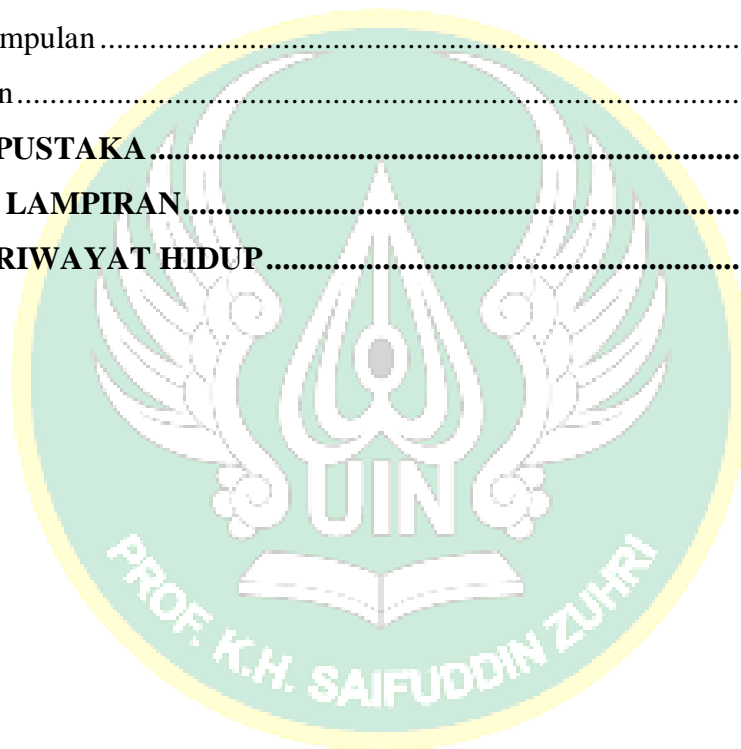 mpulan ........................................................................
n ........................................................................
PUSTAKA ........................................................................
LAMPIRAN ........................................................................
RIWAYAT HIDUP ........................................................................
UIN
PROF. K.H. SAIFUDDIN ZUHRI